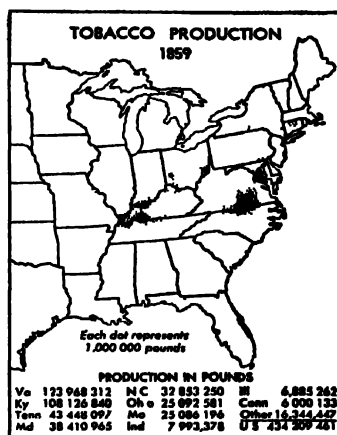 TOBACCO PRODUCTION
1859
Each dot represents
1,000 000 pounds
PRODUCTION IN POUNDS
Va 123 968 312 N C 32 853 250 Ill 6,885 262
Ky 108 126 840 Oh o 25 092 581 Conn 6 000 133
Tenn 43 448 097 Mo 25 086 196 Other 16,344,447
Md 38 410 965 Ind 7 993,378 U S 434 209 461